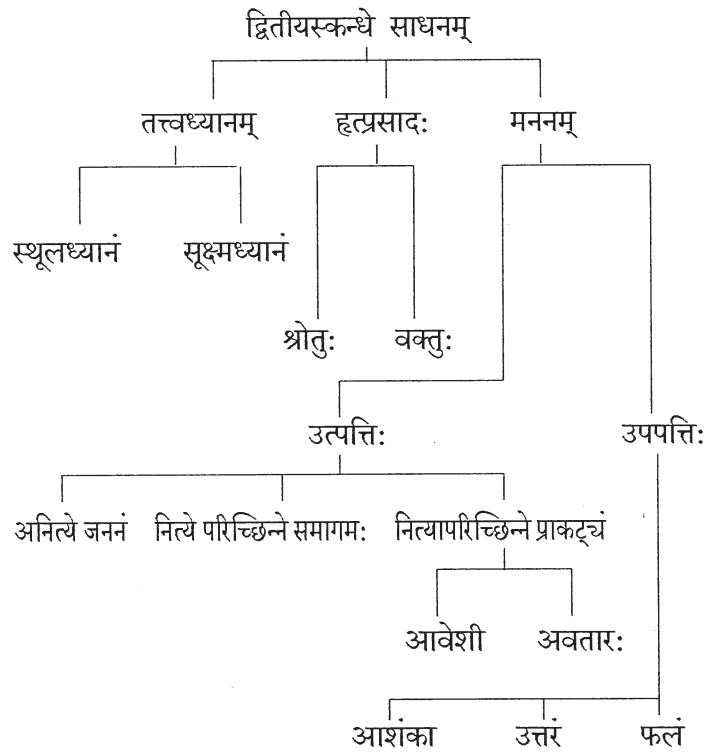 द्वितीयस्कन्धे साधनम्
तत्त्वध्यानम् हृत्प्रसादः मननम्
स्थूलध्यानं सूक्ष्मध्यानं
श्रोतुः वक्तुः
उत्पत्तिः उपपत्तिः
अनित्ये जननं नित्ये परिच्छिन्ने समागमः नित्यापरिच्छिन्ने प्राकट्यं
आवेशी अवतारः
आशंका उत्तरं फलं